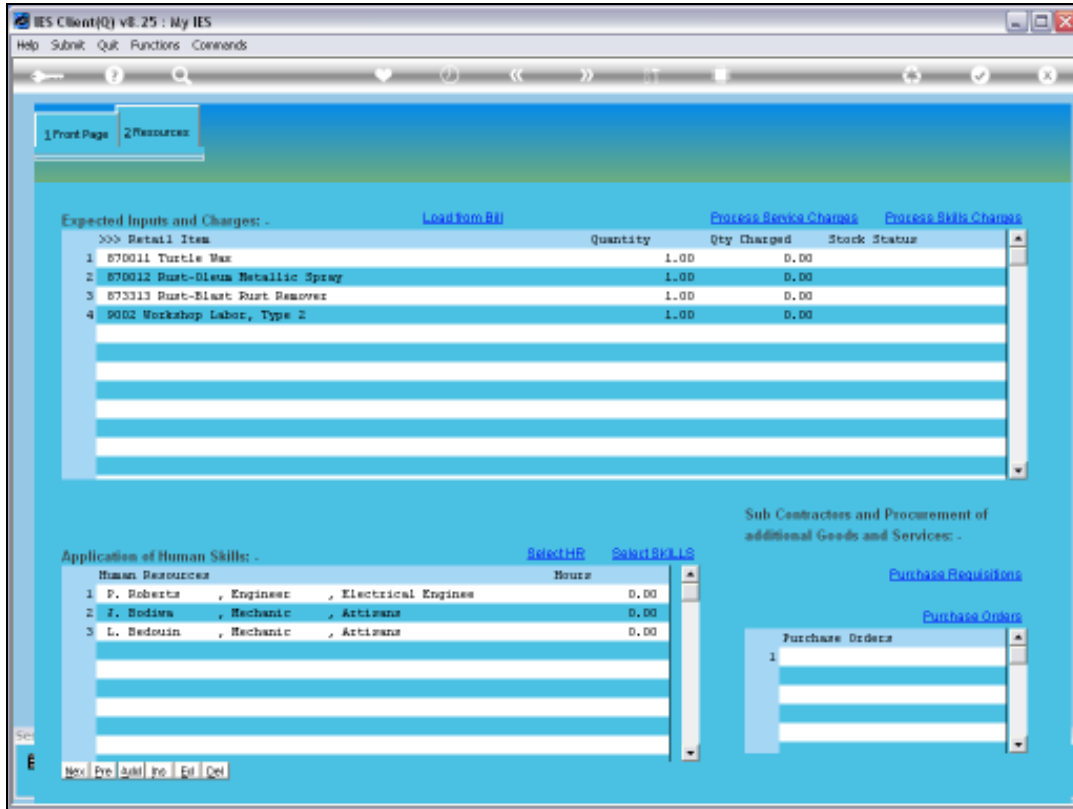 IES Client(Q) v8.25 : My IES
Help Submit Quit Functions Commands
1 Front Page 2 Resources
Expected Inputs and Charges: - Load from Bill Process Service Charges Process Skills Charges
>>> Retail Item Quantity Qty Charged Stock Status
1 870011 Turtle Wax 1.00 0.00
2 870012 Rust-Oleum Metallic Spray 1.00 0.00
3 873313 Rust-Blast Rust Remover 1.00 0.00
4 9002 Workshop Labor, Type 2 1.00 0.00
Sub Contractors and Procurement of
additional Goods and Services: -
Application of Human Skills: - Select HR Select SKILLS
Purchase Requisitions
Human Resources Hours
1 P. Roberts , Engineer , Electrical Enginee 0.00
2 J. Bodiwa , Mechanic , Artisans 0.00
3 L. Bedouin , Mechanic , Artisans 0.00
Purchase Orders
Purchase Orders
1
Nex Pre Add Ins Ed Del